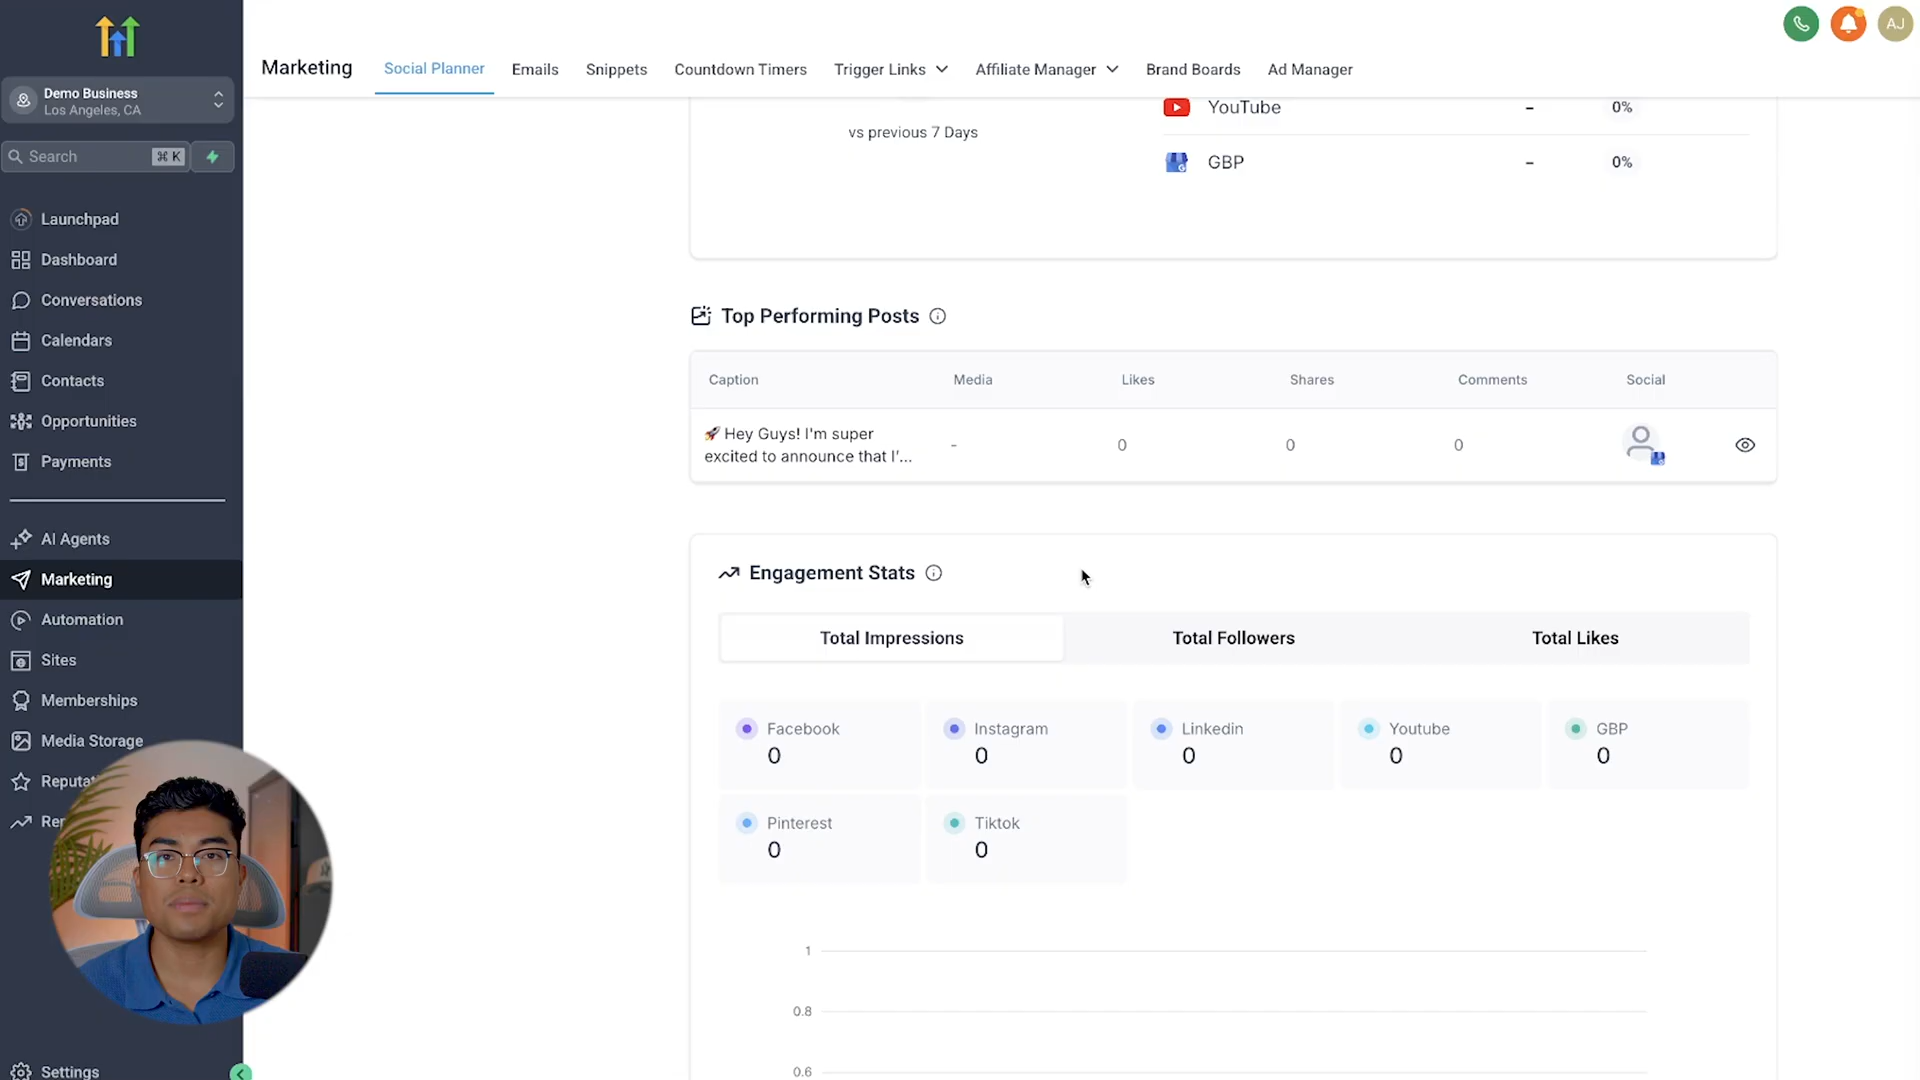 AJ
Marketing
Social Planner
Emails
Snippets
Countdown Timers
Trigger Links
Affiliate Manager
Brand Boards
Ad Manager
Demo Business
Los Angeles, CA
Search
⌘ K
Launchpad
Dashboard
Conversations
Calendars
Contacts
Opportunities
Payments
AI Agents
Marketing
Automation
Sites
Memberships
Media Storage
Reputat
Rep
Settings
YouTube - 0%
vs previous 7 Days
GBP - 0%
Top Performing Posts
Caption Media Likes Shares Comments Social
🚀 Hey Guys! I'm super
excited to announce that I'...
- 0 0 0
Engagement Stats
Total Impressions Total Followers Total Likes
Facebook
0
Instagram
0
Linkedin
0
Youtube
0
GBP
0
Pinterest
0
Tiktok
0
1
0.8
0.6